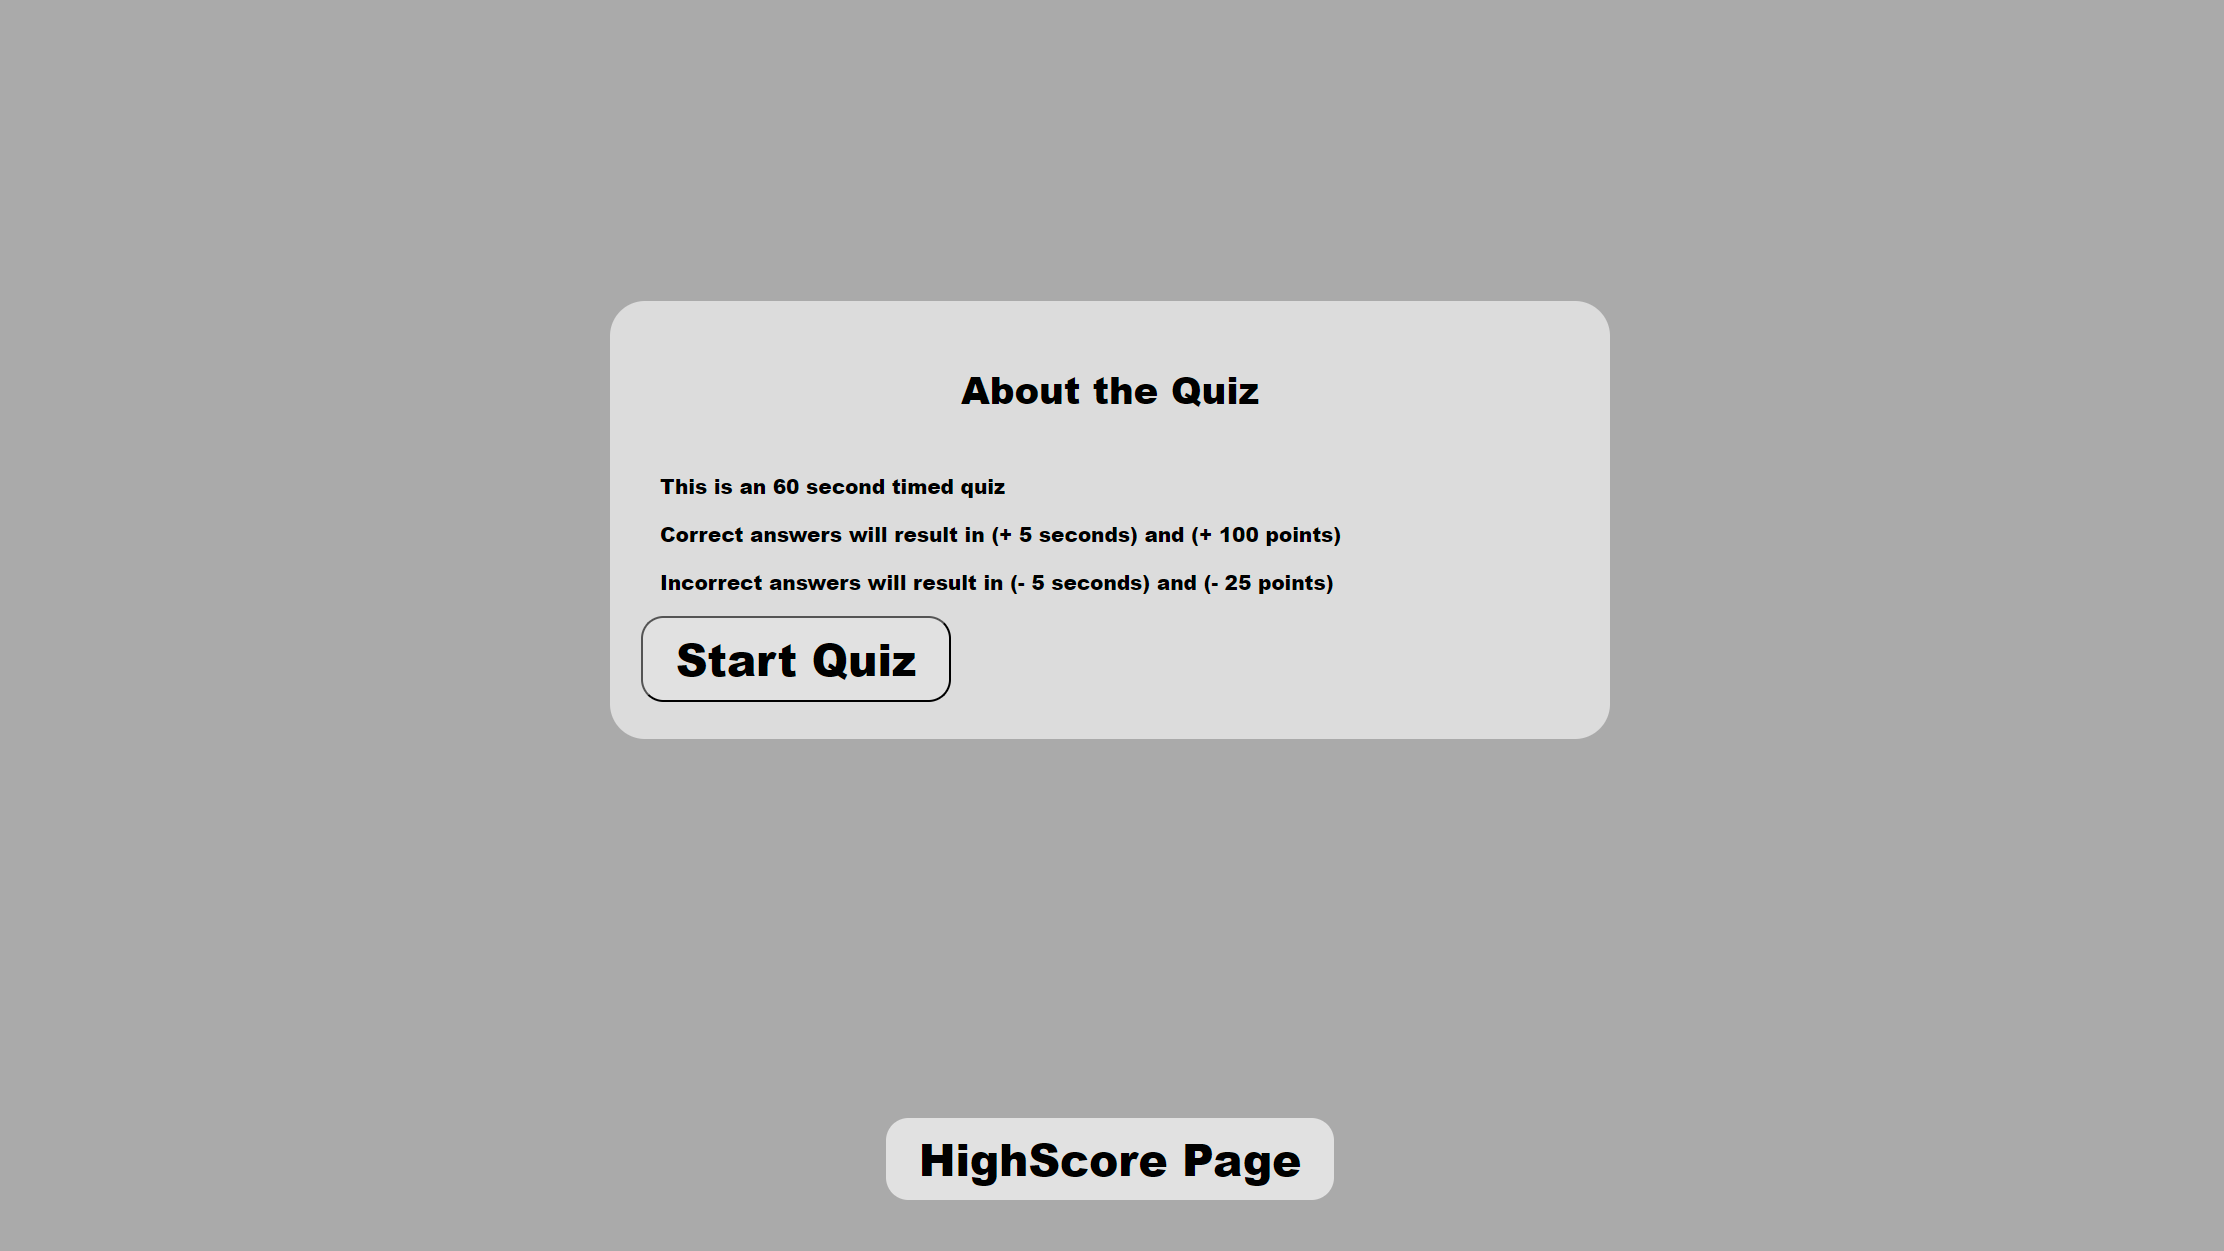 About the Quiz
This is an 60 second timed quiz
Correct answers will result in (+ 5 seconds) and (+ 100 points)
Incorrect answers will result in (- 5 seconds) and (- 25 points)
Start Quiz
HighScore Page